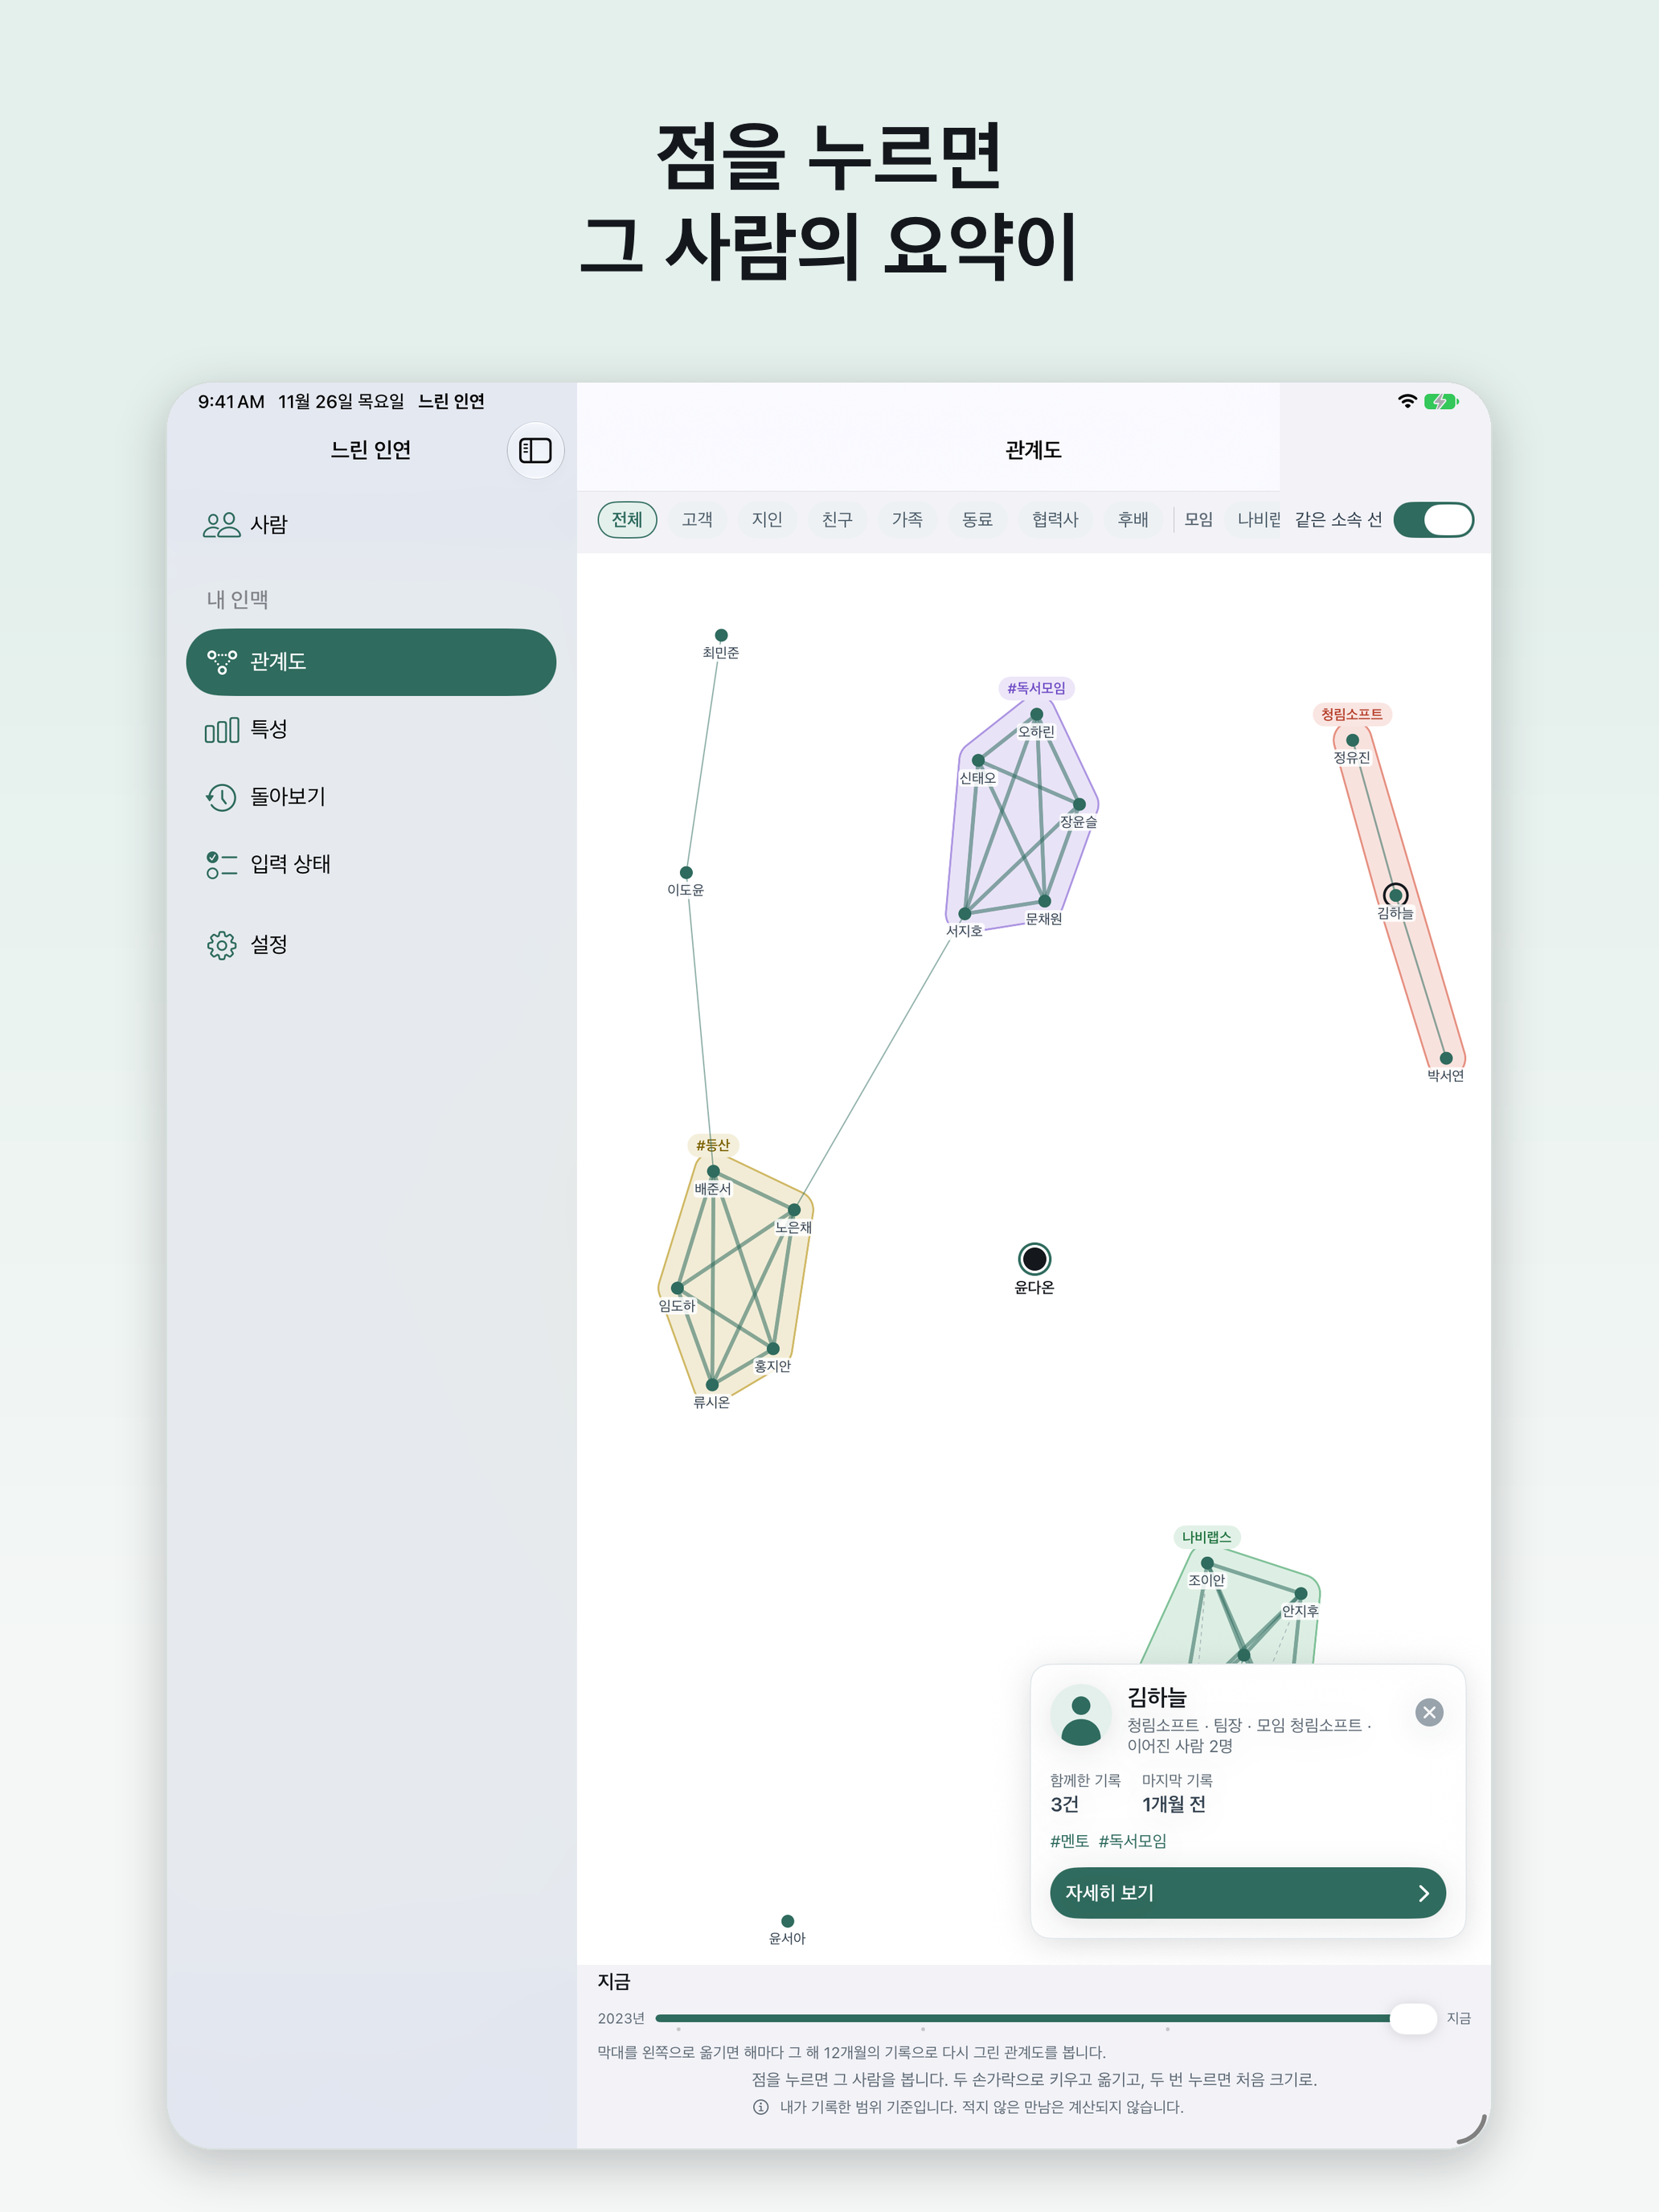 점을 누르면
그 사람의 요약이
9:41 AM 11월 26일 목요일 느린 인연
느린 인연
관계도
사람
내 인맥
관계도
특성
돌아보기
입력 상태
설정
전체 고객 지인 친구 가족 동료 협력사 후배 모임 나비랩 같은 소속 선
최민준
#독서모임
오하린
청림소프트
정유진
신태오
장윤슬
이도윤
김하늘
문채원
서지호
박서연
#등산
배준서
노은채
윤다온
임도하
홍지안
류시온
나비랩스
조이안
안지후
김하늘
청림소프트 · 팀장 · 모임 청림소프트 ·
이어진 사람 2명
함께한 기록 마지막 기록
3건 1개월 전
#멘토 #독서모임
자세히 보기
윤서아
지금
2023년 지금
막대를 왼쪽으로 옮기면 해마다 그 해 12개월의 기록으로 다시 그린 관계도를 봅니다.
점을 누르면 그 사람을 봅니다. 두 손가락으로 키우고 옮기고, 두 번 누르면 처음 크기로.
내가 기록한 범위 기준입니다. 적지 않은 만남은 계산되지 않습니다.